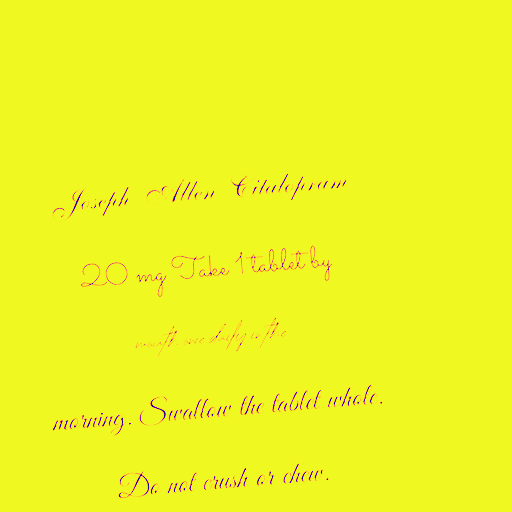 Joseph Allen Citalopram
20 mg Take 1 tablet by
mouth once daily in the
morning. Swallow the tablet whole.
Do not crush or chew.